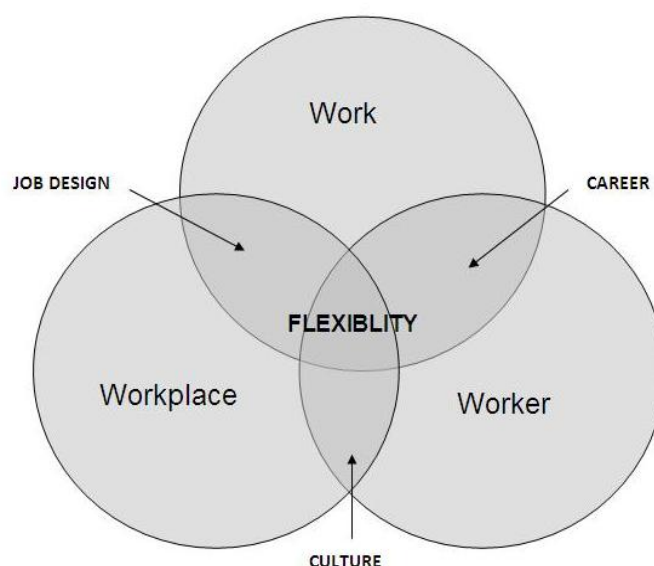 Work
JOB DESIGN
CAREER
FLEXIBLITY
Workplace
Worker
CULTURE